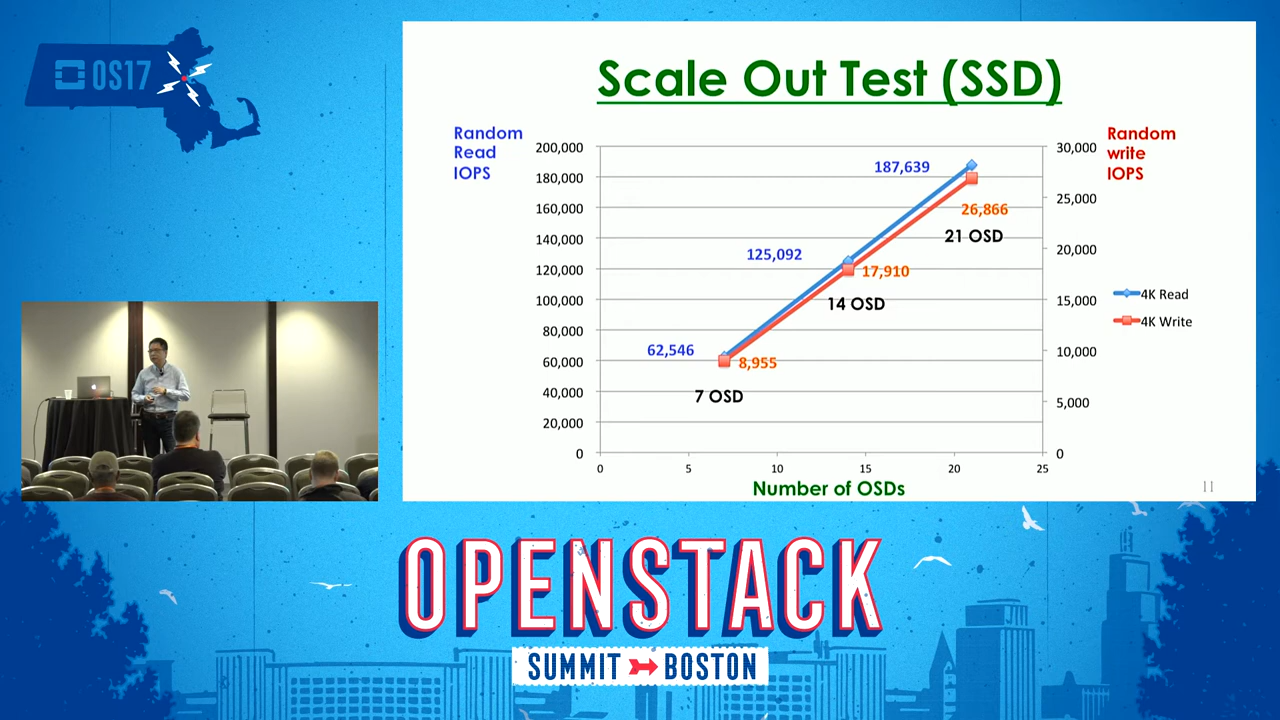 OS17
Scale Out Test (SSD)
Random
Read
IOPS
Random
write
IOPS
200,000
180,000
160,000
140,000
120,000
100,000
80,000
60,000
40,000
20,000
0
30,000
25,000
20,000
15,000
10,000
5,000
0
187,639
26,866
21 OSD
125,092
17,910
14 OSD
62,546
8,955
7 OSD
4K Read
4K Write
0 5 10 15 20 25
Number of OSDs
11
OPENSTACK
SUMMIT BOSTON